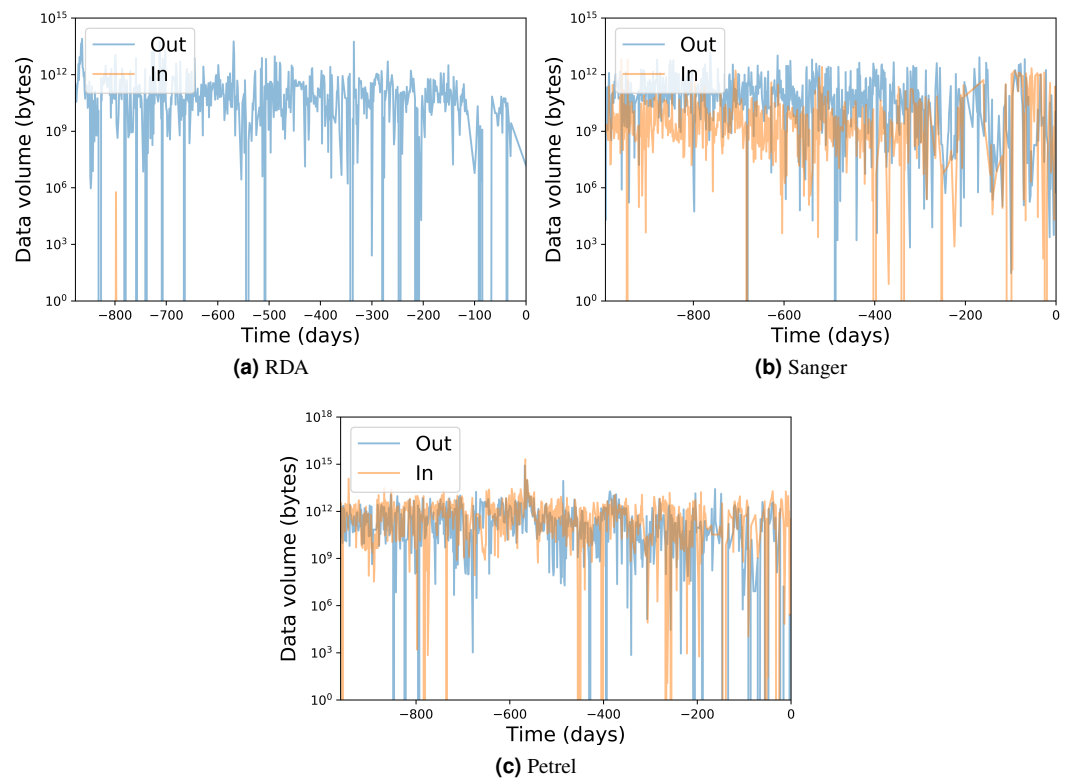 10^15
10^12
10^9
10^6
10^3
10^0
Data volume (bytes)
Out
In
−800 −700 −600 −500 −400 −300 −200 −100 0
Time (days)
(a) RDA
10^15
10^12
10^9
10^6
10^3
10^0
Data volume (bytes)
Out
In
−800 −600 −400 −200 0
Time (days)
(b) Sanger
10^18
10^15
10^12
10^9
10^6
10^3
10^0
Data volume (bytes)
Out
In
−800 −600 −400 −200 0
Time (days)
(c) Petrel